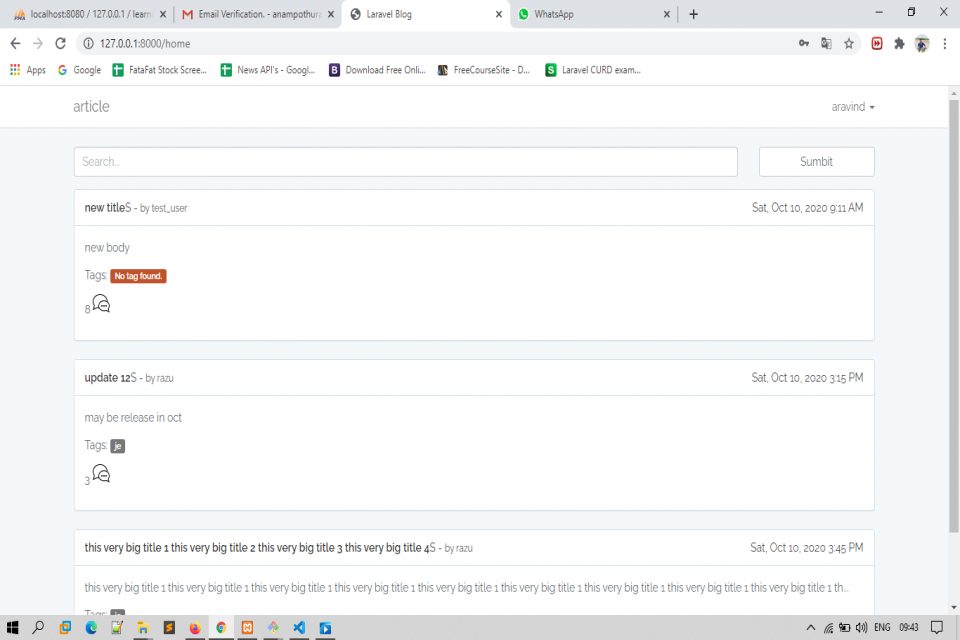 localhost:8080 / 127.0.0.1 / learni
Email Verification. - anampothura
Laravel Blog
WhatsApp
127.0.0.1:8000/home
Apps
Google
FataFat Stock Scree...
News API's - Googl...
Download Free Onli...
FreeCourseSite - D...
Laravel CURD exam...
article
aravind
Search...
Sumbit
new titleS - by test_user
Sat, Oct 10, 2020 9:11 AM
new body
Tags: No tag found.
8
update 12S - by razu
Sat, Oct 10, 2020 3:15 PM
may be release in oct
Tags: je
3
this very big title 1 this very big title 2 this very big title 3 this very big title 4S - by razu
Sat, Oct 10, 2020 3:45 PM
this very big title 1 this very big title 1 this very big title 1 this very big title 1 this very big title 1 this very big title 1 this very big title 1 this very big title 1 this very big title 1 th...
Tags:
ENG
09:43